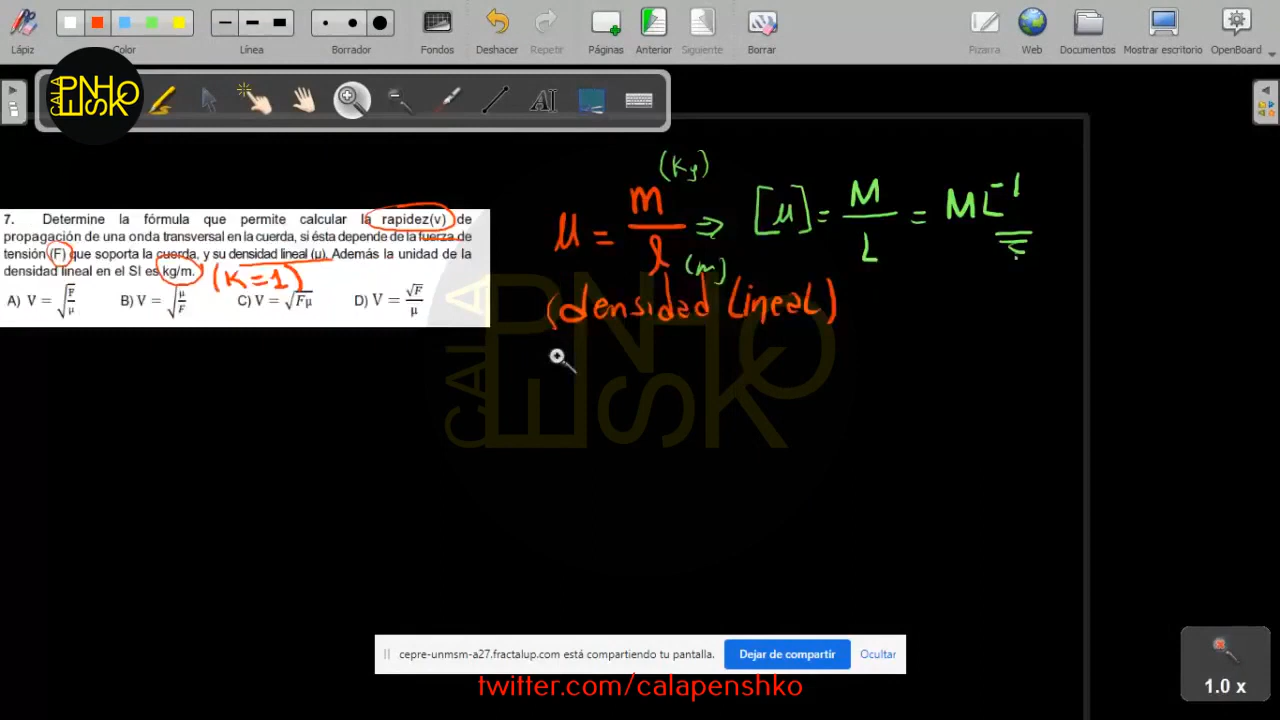 Lápiz Color Línea Borrador Fondos Deshacer Repetir Páginas Anterior Siguiente Borrar Pizarra Web Documentos Mostrar escritorio OpenBoard
CALA
PENHO
ESK
7. Determine la fórmula que permite calcular la rapidez(v) de
propagación de una onda transversal en la cuerda, si ésta depende de la fuerza de
tensión (F) que soporta la cuerda, y su densidad lineal (μ). Además la unidad de la
densidad lineal en el SI es kg/m.
(K=1)
A) V = √(F/μ) B) V = √(μ/F) C) V = √Fμ D) V = √F/μ
μ = m (Kg) / l (m) ⇒ [μ] = M / L = ML⁻¹
(densidad Lineal)
CALA
cepre-unmsm-a27.fractalup.com está compartiendo tu pantalla. Dejar de compartir Ocultar
twitter.com/calapenshko
1.0 x